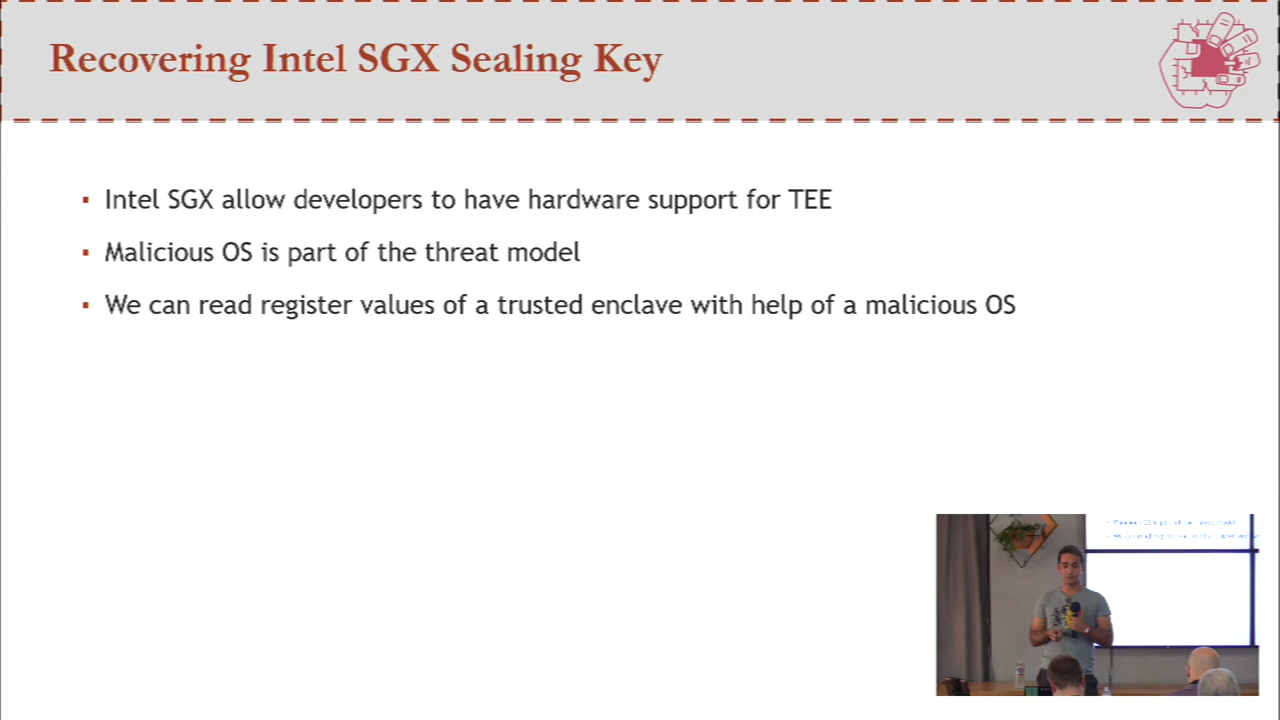 Recovering Intel SGX Sealing Key
▪ Intel SGX allow developers to have hardware support for TEE
▪ Malicious OS is part of the threat model
▪ We can read register values of a trusted enclave with help of a malicious OS